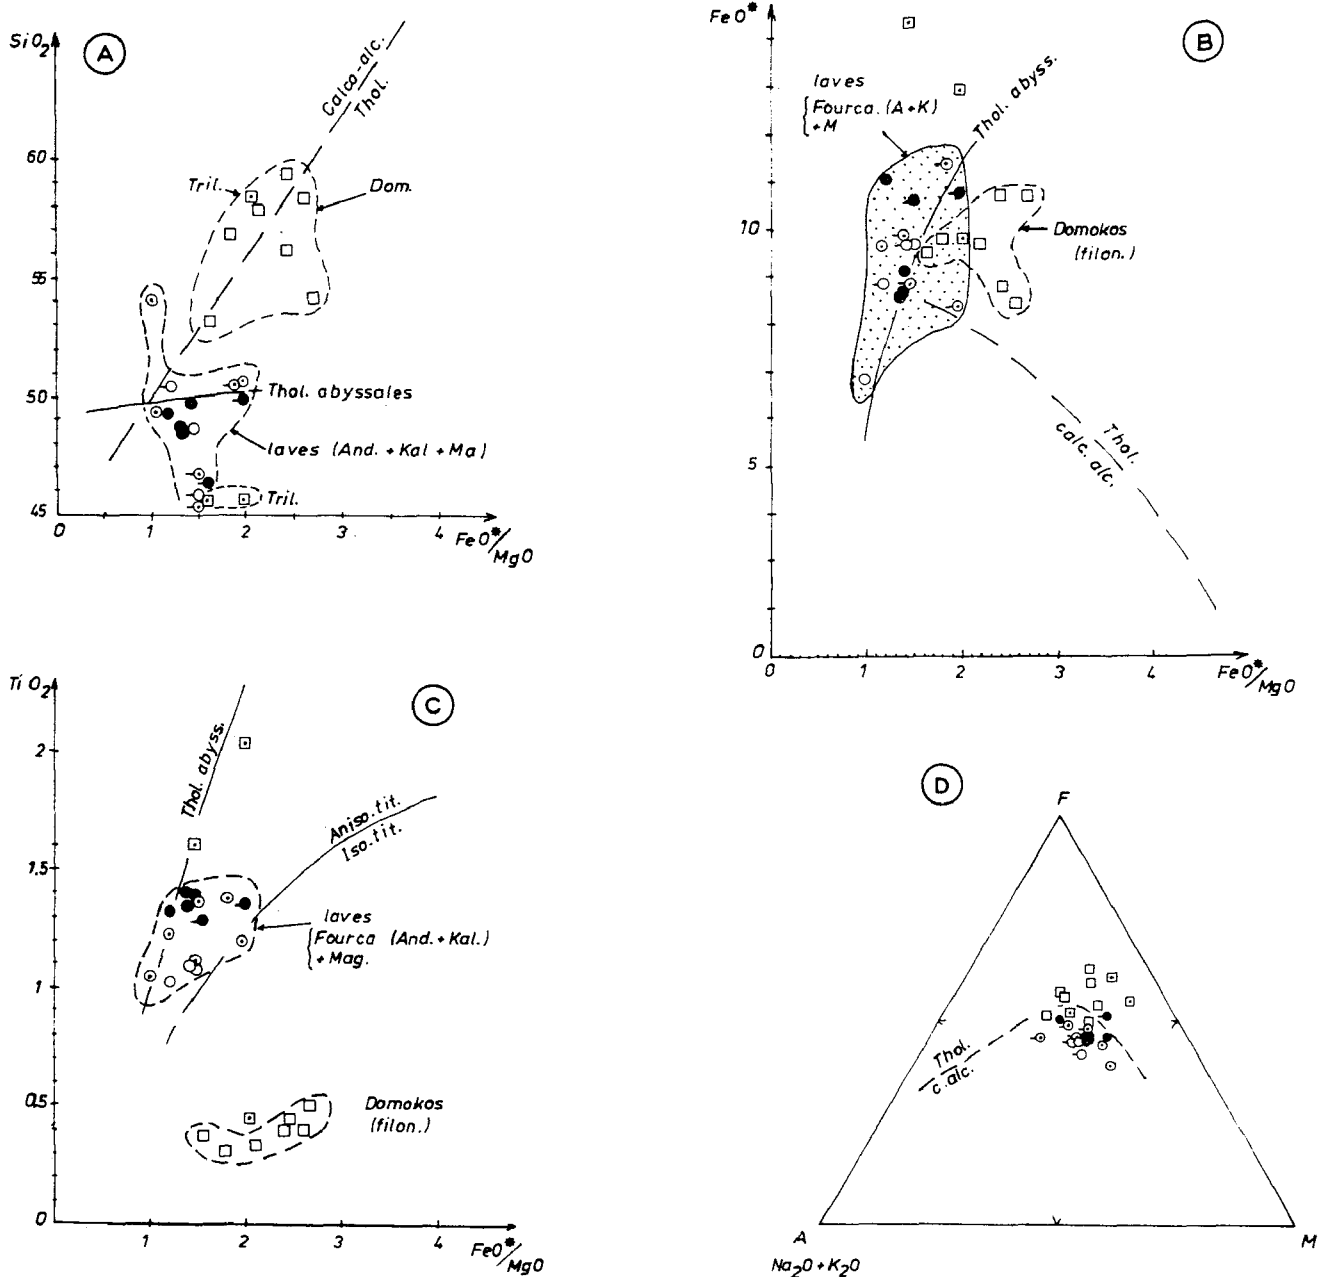 SiO2
A
Calco-alc.
Thol.
60
Tril.
Dom.
55
50
Thol. abyssales
laves (And. + Kal + Ma)
Tril.
45
0 1 2 3 4
FeO*/MgO
FeO*
B
laves
Fourca. (A+K)
+M
Thol. abyss.
10
Domokos
(filon.)
5
Thol.
calc. alc.
0
0 1 2 3 4
FeO*/MgO
TiO2
C
Thol. abyss.
2
Aniso.tit.
Iso.tit.
1.5
laves
Fourca (And. + Kal.)
+ Mag.
1
0.5
Domokos
(filon.)
0
1 2 3 4
FeO*/MgO
D
F
Thol.
c.alc.
A
M
Na2O + K2O